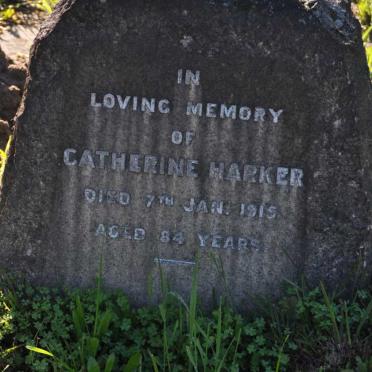 IN
LOVING MEMORY
OF
CATHERINE HARKER
DIED 7TH JAN. 1915
AGED 84 YEARS